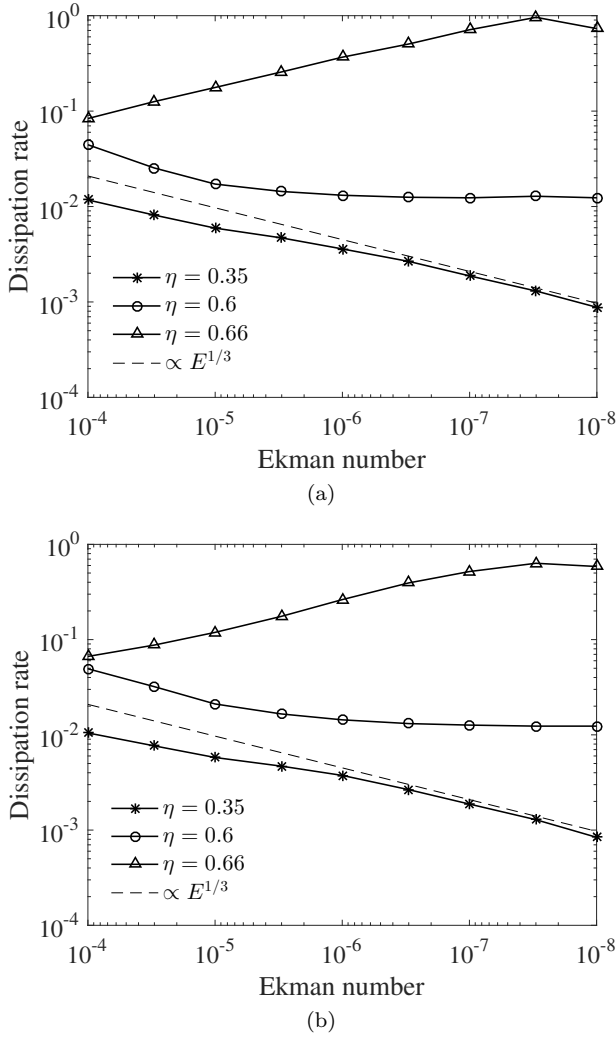 10^0
10^-1
10^-2
10^-3
10^-4
Dissipation rate
η = 0.35
η = 0.6
η = 0.66
∝ E^1/3
10^-4 10^-5 10^-6 10^-7 10^-8
Ekman number
(a)
10^0
10^-1
10^-2
10^-3
10^-4
Dissipation rate
η = 0.35
η = 0.6
η = 0.66
∝ E^1/3
10^-4 10^-5 10^-6 10^-7 10^-8
Ekman number
(b)